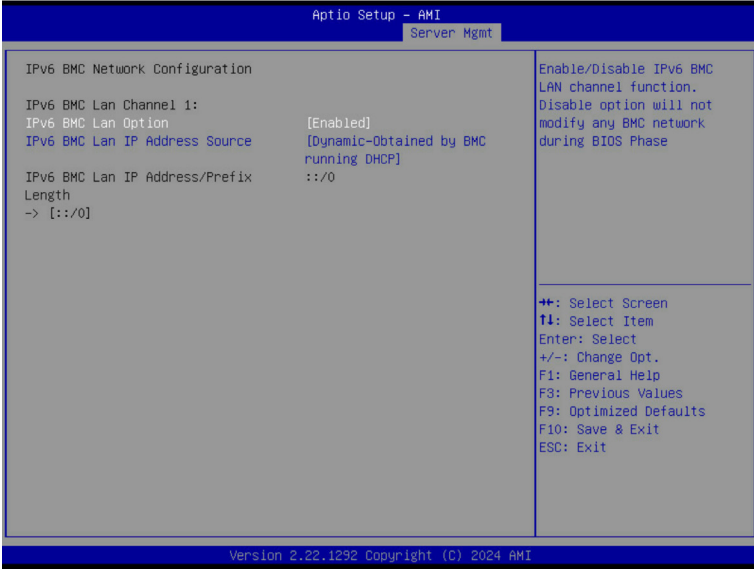 Aptio Setup – AMI
Server Mgmt
IPv6 BMC Network Configuration
IPv6 BMC Lan Channel 1:
IPv6 BMC Lan Option [Enabled]
IPv6 BMC Lan IP Address Source [Dynamic-Obtained by BMC
running DHCP]
IPv6 BMC Lan IP Address/Prefix ::/0
Length
-> [::/0]
Enable/Disable IPv6 BMC
LAN channel function.
Disable option will not
modify any BMC network
during BIOS Phase
→←: Select Screen
↑↓: Select Item
Enter: Select
+/-: Change Opt.
F1: General Help
F3: Previous Values
F9: Optimized Defaults
F10: Save & Exit
ESC: Exit
Version 2.22.1292 Copyright (C) 2024 AMI